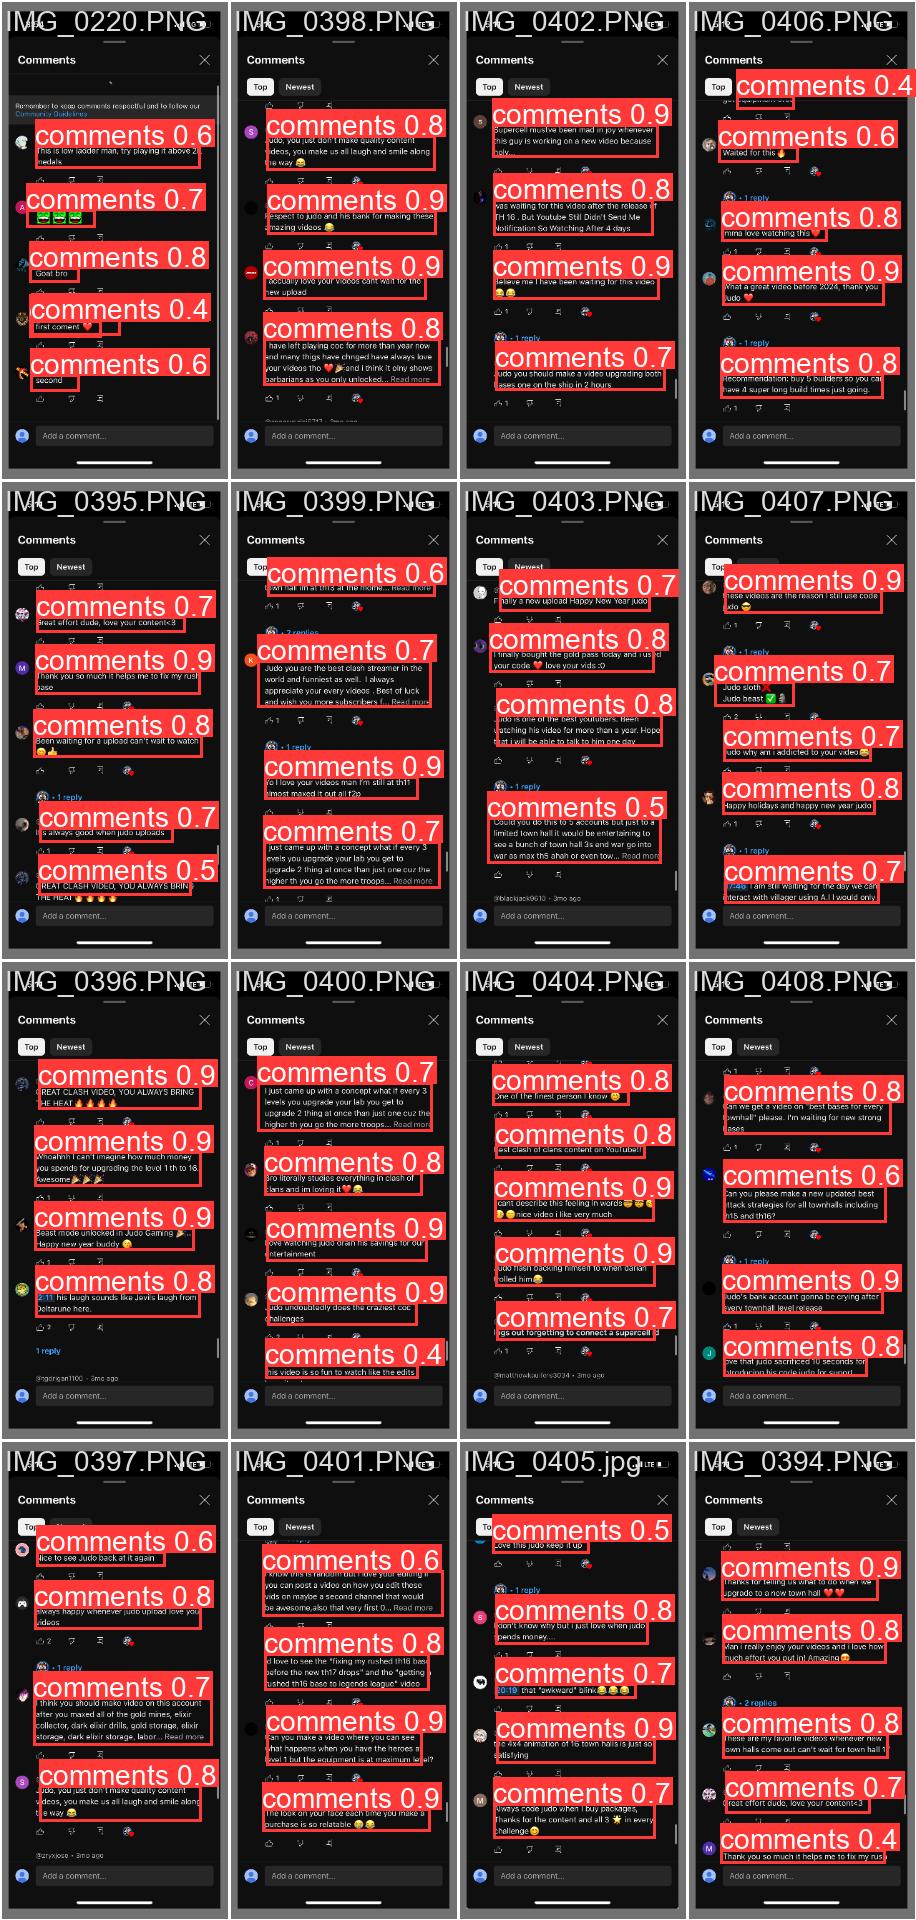 IMG_0220.PNG
Comments
Remember to keep comments respectful and to follow our
Community Guidelines
comments 0.6
This is low ladder man, try playing it above 2
medals
comments 0.7
comments 0.8
Goat bro
comments 0.4
first coment ❤️
comments 0.6
second
Add a comment...
IMG_0398.PNG
Comments
Top Newest
comments 0.8
Judo, you just don't make quality content
videos, you make us all laugh and smile along
the way 😂
comments 0.9
Respect to judo and his bank for making these
amazing videos 😂
comments 0.9
actually love your videos cant wait for the
new upload
comments 0.8
I have left playing coc for more than year now
and many thigs have chnged have always love
your videos tho ❤️🎉and i think it olny shows
barbarians as you only unlocked... Read more
Add a comment...
IMG_0402.PNG
Comments
Top Newest
comments 0.9
Supercell mustve been mad in joy whenever
this guy is working on a new video because
holy...
comments 0.8
was waiting for this video after the release of
TH 16 . But Youtube Still Didn't Send Me
Notification So Watching After 4 days
1
comments 0.9
Believe me I have been waiting for this video
😂😂
1 reply
comments 0.7
Judo you should make a video upgrading both
bases one on the ship in 2 hours
1
Add a comment...
IMG_0406.PNG
Comments
Top
comments 0.4
comments 0.6
Waited for this🔥
1 reply
comments 0.8
imma love watching this❤️
comments 0.9
What a great video before 2024, thank you
Judo ❤️
1
1 reply
comments 0.8
Recommendation: buy 5 builders so you can
have 4 super long build times just going.
1
Add a comment...
IMG_0395.PNG
Comments
Top Newest
comments 0.7
Great effort dude, love your content<3
comments 0.9
Thank you so much it helps me to fix my rush
base
comments 0.8
Been waiting for a upload can't wait to watch
😀👍
1 reply
comments 0.7
It's always good when judo uploads
comments 0.5
GREAT CLASH VIDEO, YOU ALWAYS BRING
THE HEAT🔥🔥🔥🔥
Add a comment...
IMG_0399.PNG
Comments
Top
comments 0.6
town hall in at th15 at the mome... Read more
1
2 replies
comments 0.7
Judo you are the best clash streamer in the
world and funniest as well. I always
appreciate your every videos . Best of luck
and wish you more subscribers f... Read more
1
1 reply
comments 0.9
Yo I love your videos man I'm still at th11
almost maxed it out all f2p
comments 0.7
I just came up with a concept what if every 3
levels you upgrade your lab you get to
upgrade 2 thing at once than just one cuz the
higher th you go the more troops... Read more
Add a comment...
IMG_0403.PNG
Comments
Top Newest
comments 0.7
Finally a new upload Happy New Year judo
comments 0.8
I finally bought the gold pass today and i used
your code ❤️ love your vids :0
comments 0.8
Judo is one of the best youtubers. Been
watching his video for more than a year. Hope
that i will be able to talk to him one day
1 reply
comments 0.5
Could you do this to 5 accounts but just to a
limited town hall it would be entertaining to
see a bunch of town hall 3s end war go into
war as max th5 ahah or even tow... Read more
@blackjack9610 • 3mo ago
Add a comment...
IMG_0407.PNG
Comments
Top
comments 0.9
these videos are the reason I still use code
judo 😎
1
1 reply
comments 0.7
Judo sloth❌
Judo beast ✅🗿
2
comments 0.7
Judo why am i addicted to your video😂
comments 0.8
Happy holidays and happy new year judo
1
1 reply
comments 0.7
17:46 I am still waiting for the day we can
interact with villager using A.I I would only
Add a comment...
IMG_0396.PNG
Comments
Top Newest
comments 0.9
GREAT CLASH VIDEO, YOU ALWAYS BRING
THE HEAT🔥🔥🔥🔥
comments 0.9
Whoahhh I can't imagine how much money
you spends for upgrading the level 1 th to 16.
Awesome🎉🎉🎉
1
comments 0.9
Beast mode unlocked in Judo Gaming 🎉..
Happy new year buddy 😀
comments 0.8
2:11 his laugh sounds like Jevils laugh from
Deltarune here.
2
1 reply
Add a comment...
IMG_0400.PNG
Comments
Top Newest
comments 0.7
I just came up with a concept what if every 3
levels you upgrade your lab you get to
upgrade 2 thing at once than just one cuz the
higher th you go the more troops... Read more
1
comments 0.8
Bro literally studies everything in clash of
clans and im loving it❤️😂
comments 0.9
Love watching judo drain his savings for our
entertainment
comments 0.9
Judo undoubtedly does the craziest coc
challenges
comments 0.4
This video is so fun to watch like the edits
Add a comment...
IMG_0404.PNG
Comments
Top Newest
comments 0.8
One of the finest person I know 😊
comments 0.8
Best clash of clans content on YouTube!!
comments 0.9
cant describe this feeling in words
nice video i like very much
comments 0.9
Judo flash backing himself to when darian
trolled him😂
comments 0.7
logs out forgetting to connect a supercell id
Add a comment...
IMG_0408.PNG
Comments
Top Newest
1
comments 0.8
Can we get a video on "best bases for every
townhall" please. I'm waiting for new strong
bases
comments 0.6
Can you please make a new updated best
attack strategies for all townhalls including
th15 and th16?
1 reply
comments 0.9
Judo's bank account gonna be crying after
every townhall level release
comments 0.8
love that judo sacrificed 10 seconds for
introducing his code judo for suport
Add a comment...
IMG_0397.PNG
Comments
comments 0.6
Nice to see Judo back at it again
comments 0.8
always happy whenever judo upload love you
videos
2
1 reply
comments 0.7
I think you should make video on this account
after you maxed all of the gold mines, elixir
collector, dark elixir drills, gold storage, elixir
storage, dark elixir storage, labor... Read more
comments 0.8
Judo, you just don't make quality content
videos, you make us all laugh and smile along
the way 😂
@zryxjose • 3mo ago
Add a comment...
IMG_0401.PNG
Comments
Top Newest
comments 0.6
I know this is random but I love your editing if
you can post a video on how you edit those
vids on maybe a second channel that would
be awesome,also that very first 0... Read more
comments 0.8
I'd love to see the "fixing my rushed th16 base
before the new th17 drops" and the "getting
rushed th16 base to legends league" video
comments 0.9
Can you make a video where you can see
what happens when you have the heroes at
level 1 but the equipment is at maximum level?
1
comments 0.9
The look on your face each time you make a
purchase is so relatable 😂😂
Add a comment...
IMG_0405.jpg
Comments
Top
comments 0.5
Love this judo keep it up
1 reply
comments 0.8
I don't know why but i just love when judo
spends money....
comments 0.7
20:19 that "awkward" blink😂😂😂
comments 0.9
the 4x4 animation of 16 town halls is just so
satisfying
comments 0.7
Always code judo when I buy packages,
Thanks for the content and all 3 🌟 in every
challenge😊
Add a comment...
IMG_0394.PNG
Comments
Top Newest
comments 0.9
Thanks for telling us what to do when we
upgrade to a new town hall ❤️❤️
comments 0.8
Man i really enjoy your videos and i love how
much effort you put in! Amazing😍
2 replies
comments 0.8
These are my favorite videos whenever new
town halls come out can't wait for town hall 17
comments 0.7
Great effort dude, love your content<3
comments 0.4
Thank you so much it helps me to fix my rush
Add a comment...